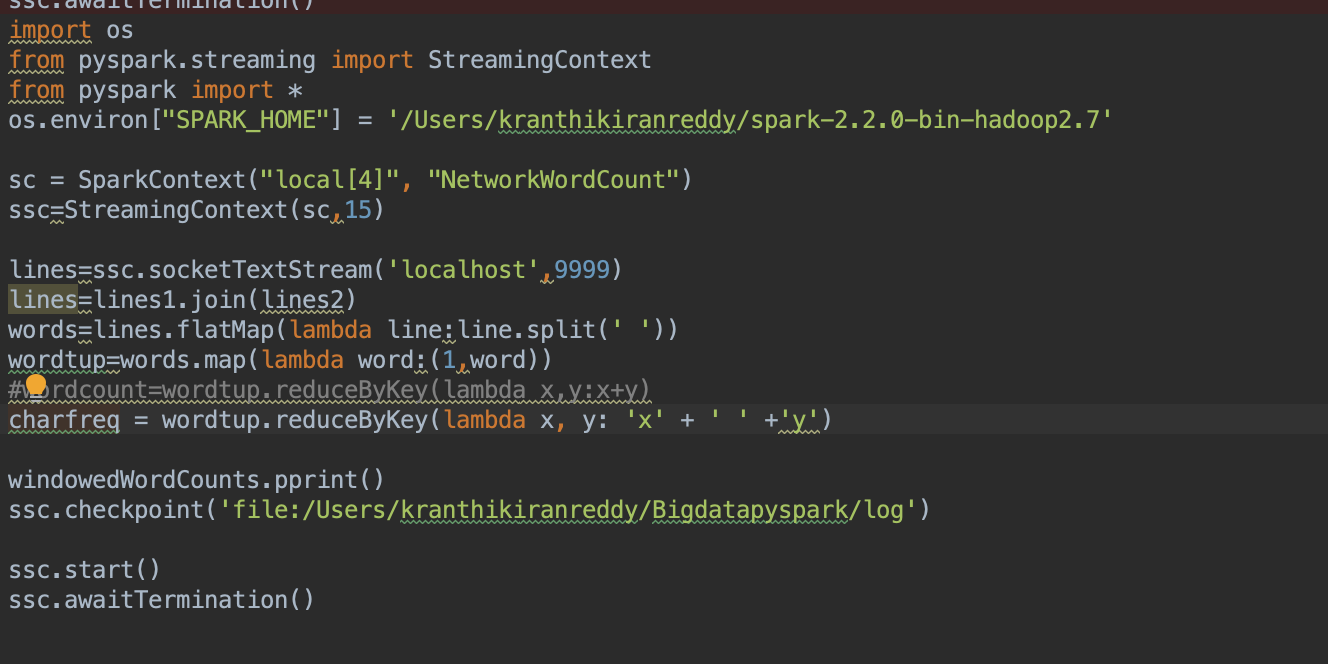 ssc.awaitTermination()
import os
from pyspark.streaming import StreamingContext
from pyspark import *
os.environ["SPARK_HOME"] = '/Users/kranthikiranreddy/spark-2.2.0-bin-hadoop2.7'
sc = SparkContext("local[4]", "NetworkWordCount")
ssc=StreamingContext(sc,15)
lines=ssc.socketTextStream('localhost',9999)
lines=lines1.join(lines2)
words=lines.flatMap(lambda line:line.split(' '))
wordtup=words.map(lambda word:(1,word))
#wordcount=wordtup.reduceByKey(lambda x,y:x+y)
charfreq = wordtup.reduceByKey(lambda x, y: 'x' + ' '   +'y')
windowedWordCounts.pprint()
ssc.checkpoint('file:/Users/kranthikiranreddy/Bigdatapyspark/log')
ssc.start()
ssc.awaitTermination()